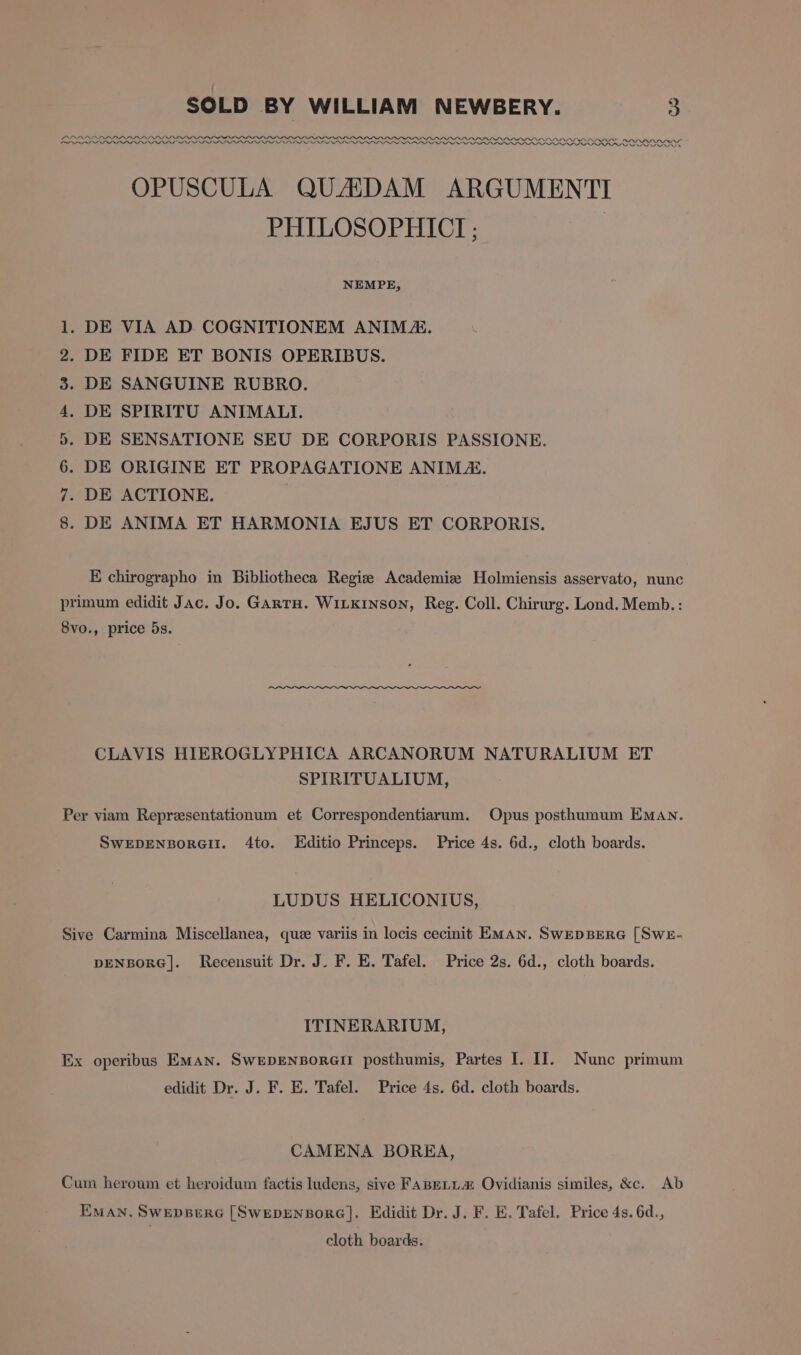 SOLD BY WILLIAM NEWBERY. 3
OPUSCULA QUÆDAM ARGUMENTI
PHILOSOPHICI;
NEMPE,
1. DE VIA AD COGNITIONEM ANIMÆ.
2. DE FIDE ET BONIS OPERIBUS.
3. DE SANGUINE RUBRO.
4. DE SPIRITU ANIMALI.
5. DE SENSATIONE SEU DE CORPORIS PASSIONE.
6. DE ORIGINE ET PROPAGATIONE ANIMÆ.
7. DE ACTIONE.
8. DE ANIMA ET HARMONIA EJUS ET CORPORIS.
E chirographo in Bibliotheca Regiæ Academiæ Holmiensis asservato, nunc
primum edidit JAC. JO. GARTH. WILKINSON, Reg. Coll. Chirurg. Lond. Memb.:
8vo., price 5s.
CLAVIS HIEROGLYPHICA ARCANORUM NATURALIUM ET
SPIRITUALIUM,
Per viam Repræsentationum et Correspondentiarum. Opus posthumum EMAN.
SWEDENBORGII. 4to. Editio Princeps. Price 4s. 6d., cloth boards.
LUDUS HELICONIUS,
Sive Carmina Miscellanea, quæ variis in locis cecinit EMAN. SWEDBERG [SWE-
DENBORG]. Recensuit Dr. J. F. E. Tafel. Price 2s. 6d., cloth boards.
ITINERARIUM,
Ex operibus EMAN. SWEDENBORGII posthumis, Partes I. II. Nunc primum
edidit Dr. J. F. E. Tafel. Price 4s. 6d. cloth boards.
CAMENA BOREA,
Cum heroum et heroidum factis ludens, sive FABELLÆ Ovidianis similes, &c. Ab
EMAN. SWEDBERG [SWEDENBORG]. Edidit Dr. J. F. E. Tafel. Price 4s. 6d.,
cloth boards.